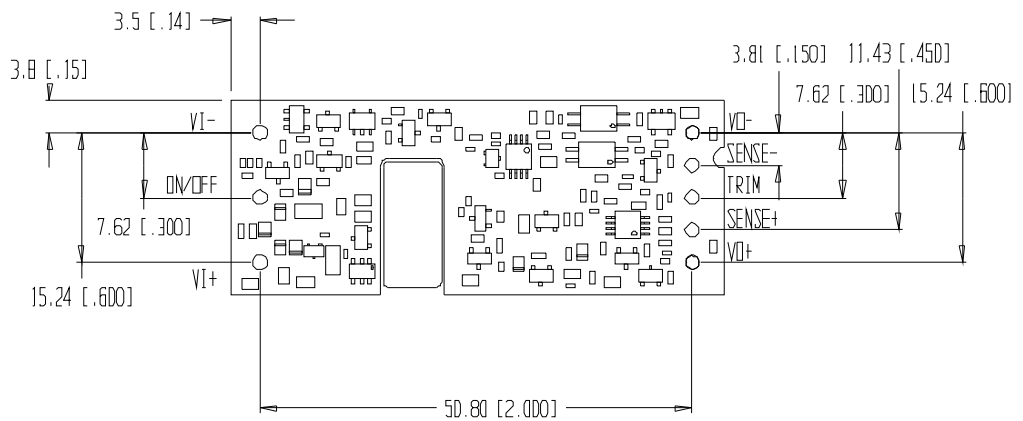 3.5 [.14]
3.81 [.150]
11.43 [.450]
3.8 [.15]
7.62 [.300]
15.24 [.600]
VI-
VO-
SENSE-
ON/OFF
TRIM
7.62 [.300]
SENSE+
VO+
VI+
15.24 [.600]
50.80 [2.000]